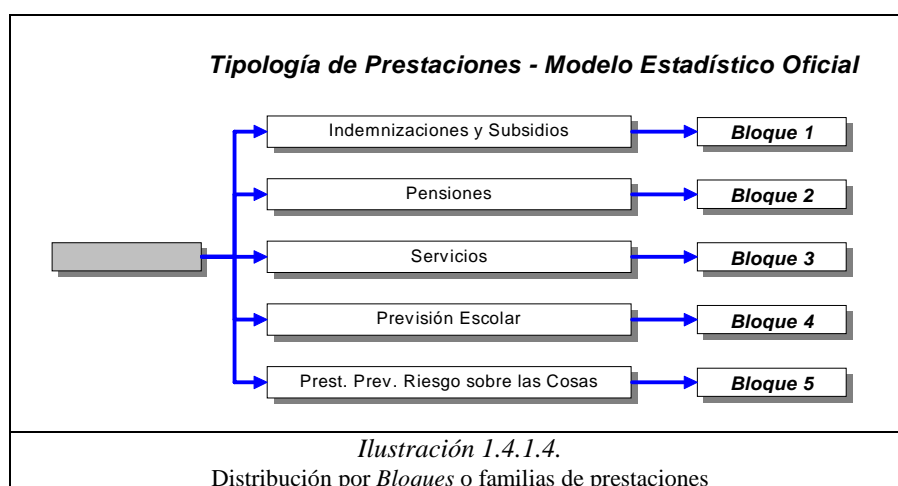 Tipología de Prestaciones - Modelo Estadístico Oficial
Indemnizaciones y Subsidios
Bloque 1
Pensiones
Bloque 2
Servicios
Bloque 3
Previsión Escolar
Bloque 4
Prest. Prev. Riesgo sobre las Cosas
Bloque 5
Ilustración 1.4.1.4.
Distribución por Bloques o familias de prestaciones